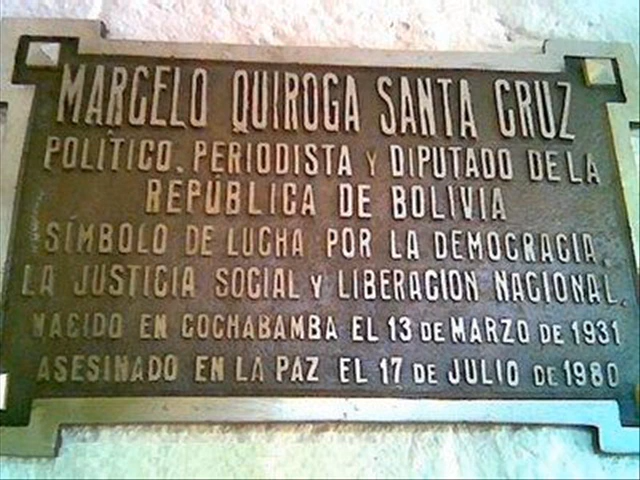 MARCELO QUIROGA SANTA CRUZ
POLÍTICO. PERIODISTA Y DIPUTADO DE LA
REPÚBLICA DE BOLIVIA
SÍMBOLO DE LUCHA POR LA DEMOCRACIA.
LA JUSTICIA SOCIAL Y LIBERACION NACIONAL.
NACIDO EN COCHABAMBA EL 13 DE MARZO DE 1931
ASESINADO EN LA PAZ EL 17 DE JULIO DE 1980